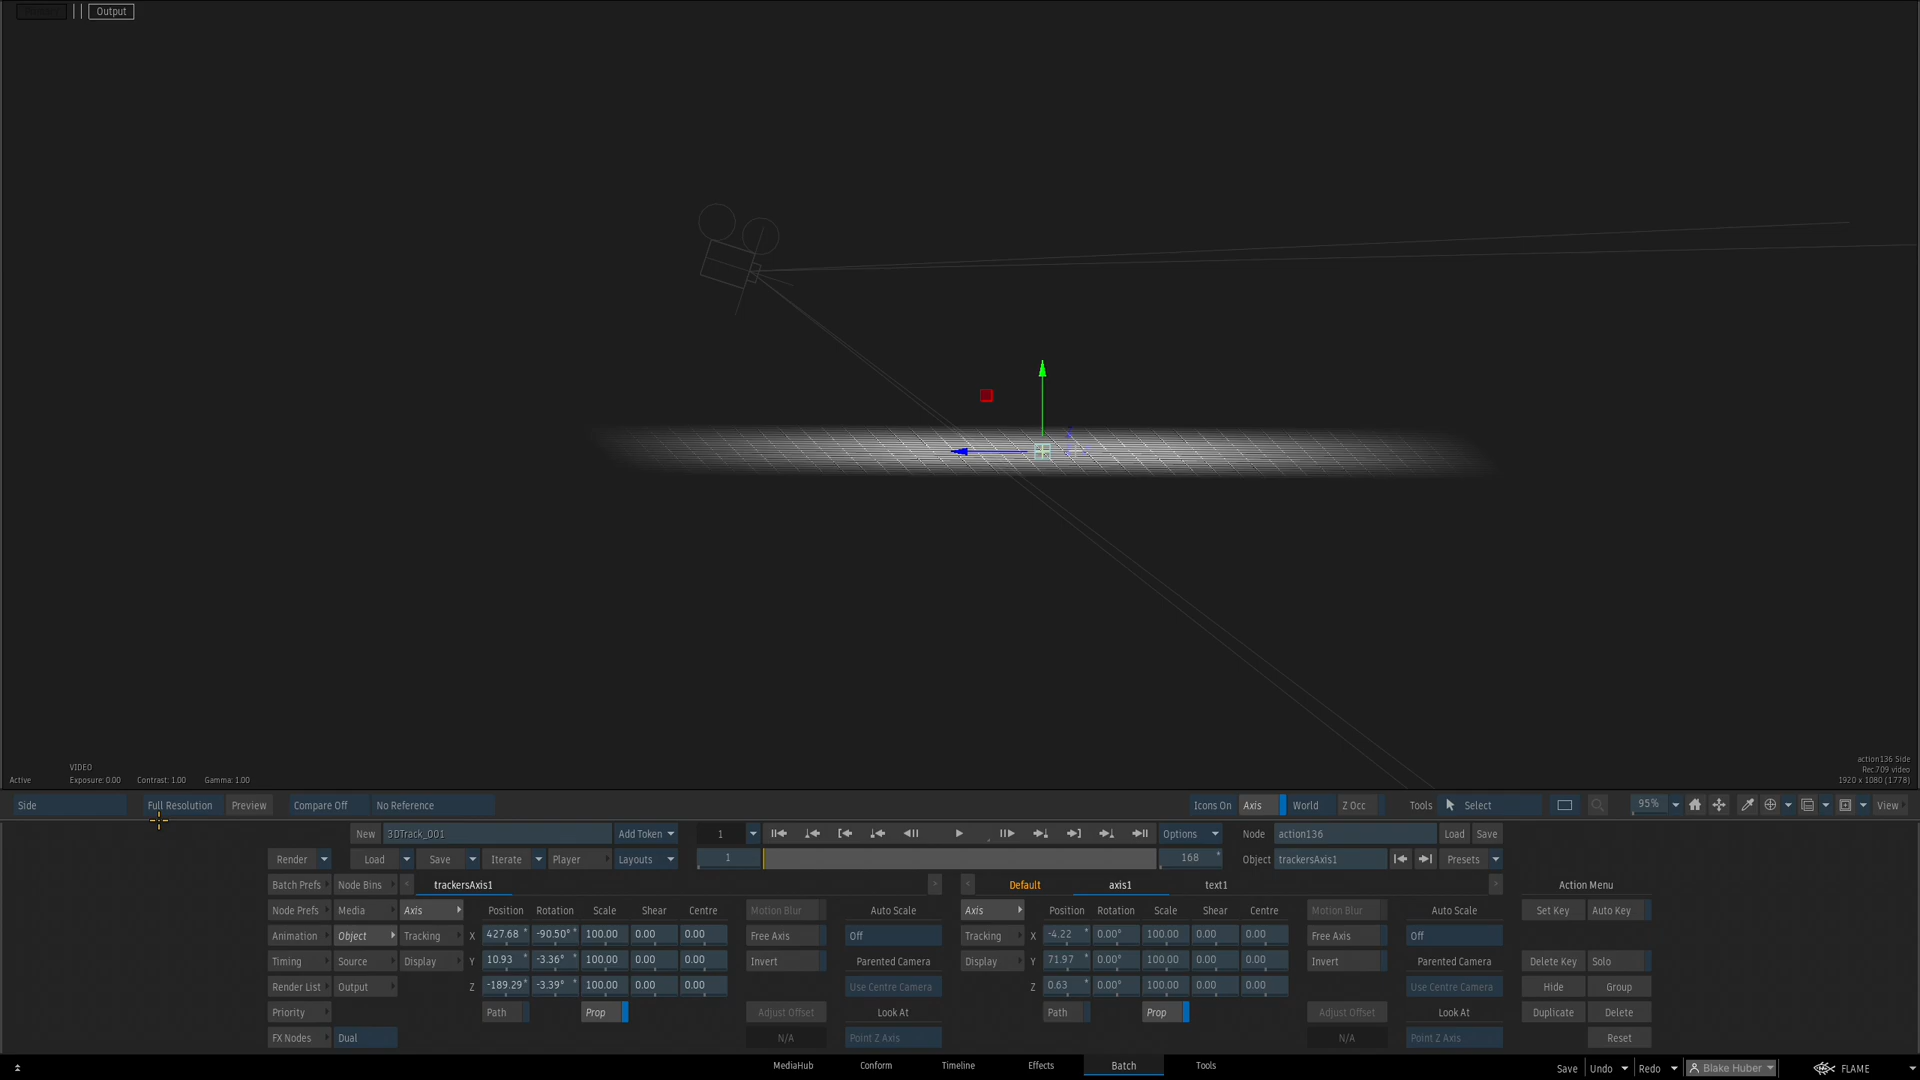 Output
VIDEO
Active Exposure: 0.00 Contrast: 1.00 Gamma: 1.00
action136 Side
Rec.709 video
1920 x 1080 (1.778)
Side Full Resolution Preview Compare Off No Reference Icons On Axis World Z Occ Tools Select 95% View
New 3DTrack_001 Add Token 1 Options Node action136 Load Save
Render Load Save Iterate Player Layouts 1 168 Object trackersAxis1 Presets
Batch Prefs Node Bins trackersAxis1 Default axis1 text1 Action Menu
Node Prefs Media Axis Position Rotation Scale Shear Centre Motion Blur Auto Scale Axis Position Rotation Scale Shear Centre Motion Blur Auto Scale Set Key Auto Key
Animation Object Tracking X 427.68 -90.50° 100.00 0.00 0.00 Free Axis Off Tracking X -4.22 0.00° 100.00 0.00 0.00 Free Axis Off
Timing Source Display Y 10.93 -3.36° 100.00 0.00 0.00 Invert Parented Camera Display Y 71.97 0.00° 100.00 0.00 0.00 Invert Parented Camera Delete Key Solo
Render List Output Z -189.29 -3.39° 100.00 0.00 0.00 Use Centre Camera Z 0.63 0.00° 100.00 0.00 0.00 Use Centre Camera Hide Group
Priority Path Prop Adjust Offset Look At Path Prop Adjust Offset Look At Duplicate Delete
FX Nodes Dual N/A Point Z Axis N/A Point Z Axis Reset
MediaHub Conform Timeline Effects Batch Tools Save Undo Redo Blake Huber FLAME